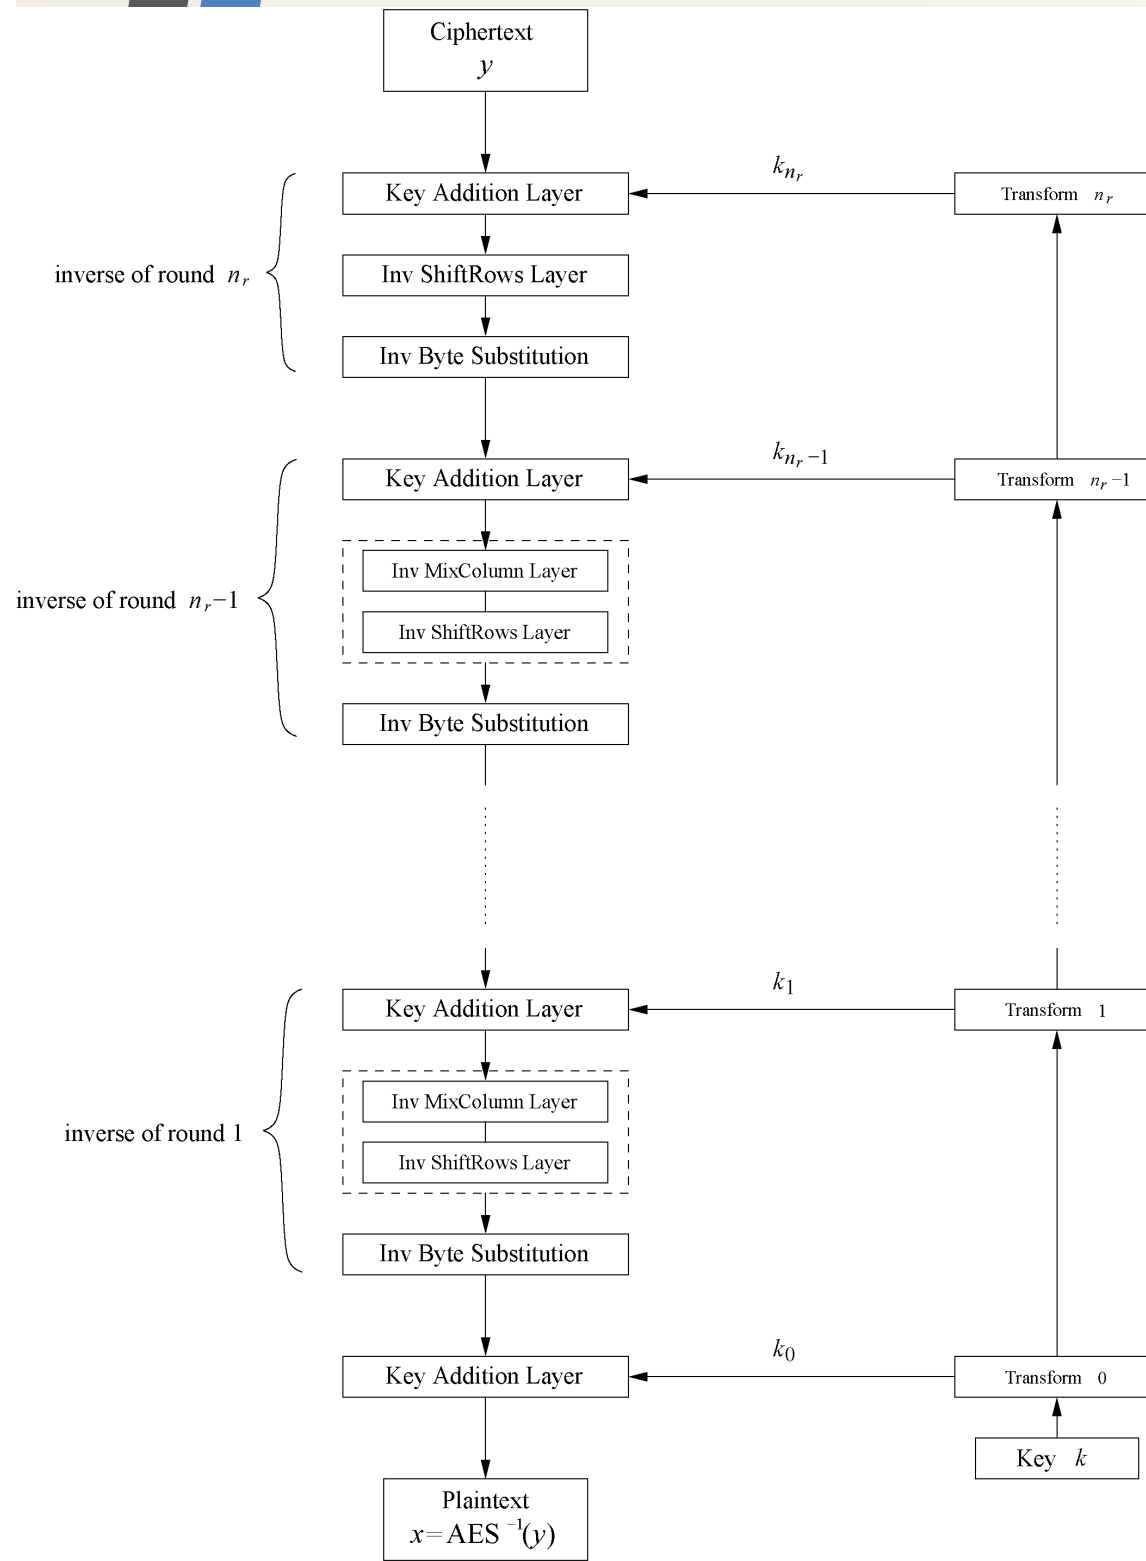 Ciphertext
y
Key Addition Layer
k_{n_r}
Transform n_r
inverse of round n_r
Inv ShiftRows Layer
Inv Byte Substitution
Key Addition Layer
k_{n_r−1}
Transform n_r−1
Inv MixColumn Layer
inverse of round n_r−1
Inv ShiftRows Layer
Inv Byte Substitution
Key Addition Layer
k_1
Transform 1
Inv MixColumn Layer
inverse of round 1
Inv ShiftRows Layer
Inv Byte Substitution
Key Addition Layer
k_0
Transform 0
Key k
Plaintext
x=AES^{−1}(y)